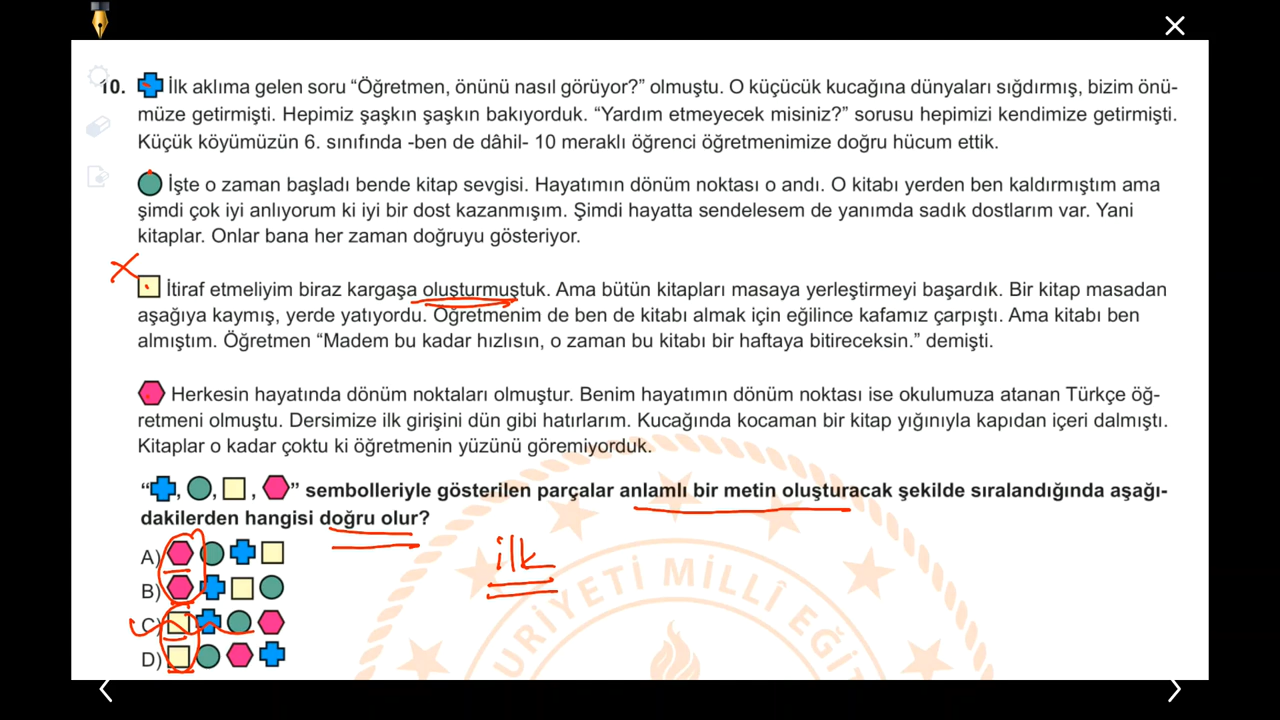 10. İlk aklıma gelen soru “Öğretmen, önünü nasıl görüyor?” olmuştu. O küçücük kucağına dünyaları sığdırmış, bizim önü-
müze getirmişti. Hepimiz şaşkın şaşkın bakıyorduk. “Yardım etmeyecek misiniz?” sorusu hepimizi kendimize getirmişti.
Küçük köyümüzün 6. sınıfında -ben de dâhil- 10 meraklı öğrenci öğretmenimize doğru hücum ettik.
İşte o zaman başladı bende kitap sevgisi. Hayatımın dönüm noktası o andı. O kitabı yerden ben kaldırmıştım ama
şimdi çok iyi anlıyorum ki iyi bir dost kazanmışım. Şimdi hayatta sendelesem de yanımda sadık dostlarım var. Yani
kitaplar. Onlar bana her zaman doğruyu gösteriyor.
İtiraf etmeliyim biraz kargaşa oluşturmuştuk. Ama bütün kitapları masaya yerleştirmeyi başardık. Bir kitap masadan
aşağıya kaymış, yerde yatıyordu. Öğretmenim de ben de kitabı almak için eğilince kafamız çarpıştı. Ama kitabı ben
almıştım. Öğretmen “Madem bu kadar hızlısın, o zaman bu kitabı bir haftaya bitireceksin.” demişti.
Herkesin hayatında dönüm noktaları olmuştur. Benim hayatımın dönüm noktası ise okulumuza atanan Türkçe öğ-
retmeni olmuştu. Dersimize ilk girişini dün gibi hatırlarım. Kucağında kocaman bir kitap yığınıyla kapıdan içeri dalmıştı.
Kitaplar o kadar çoktu ki öğretmenin yüzünü göremiyorduk.
“ , , , ” sembolleriyle gösterilen parçalar anlamlı bir metin oluşturacak şekilde sıralandığında aşağı-
dakilerden hangisi doğru olur?
A)
B)
C)
D)
ilk
URİYETİ MİLLÎ EĞİT